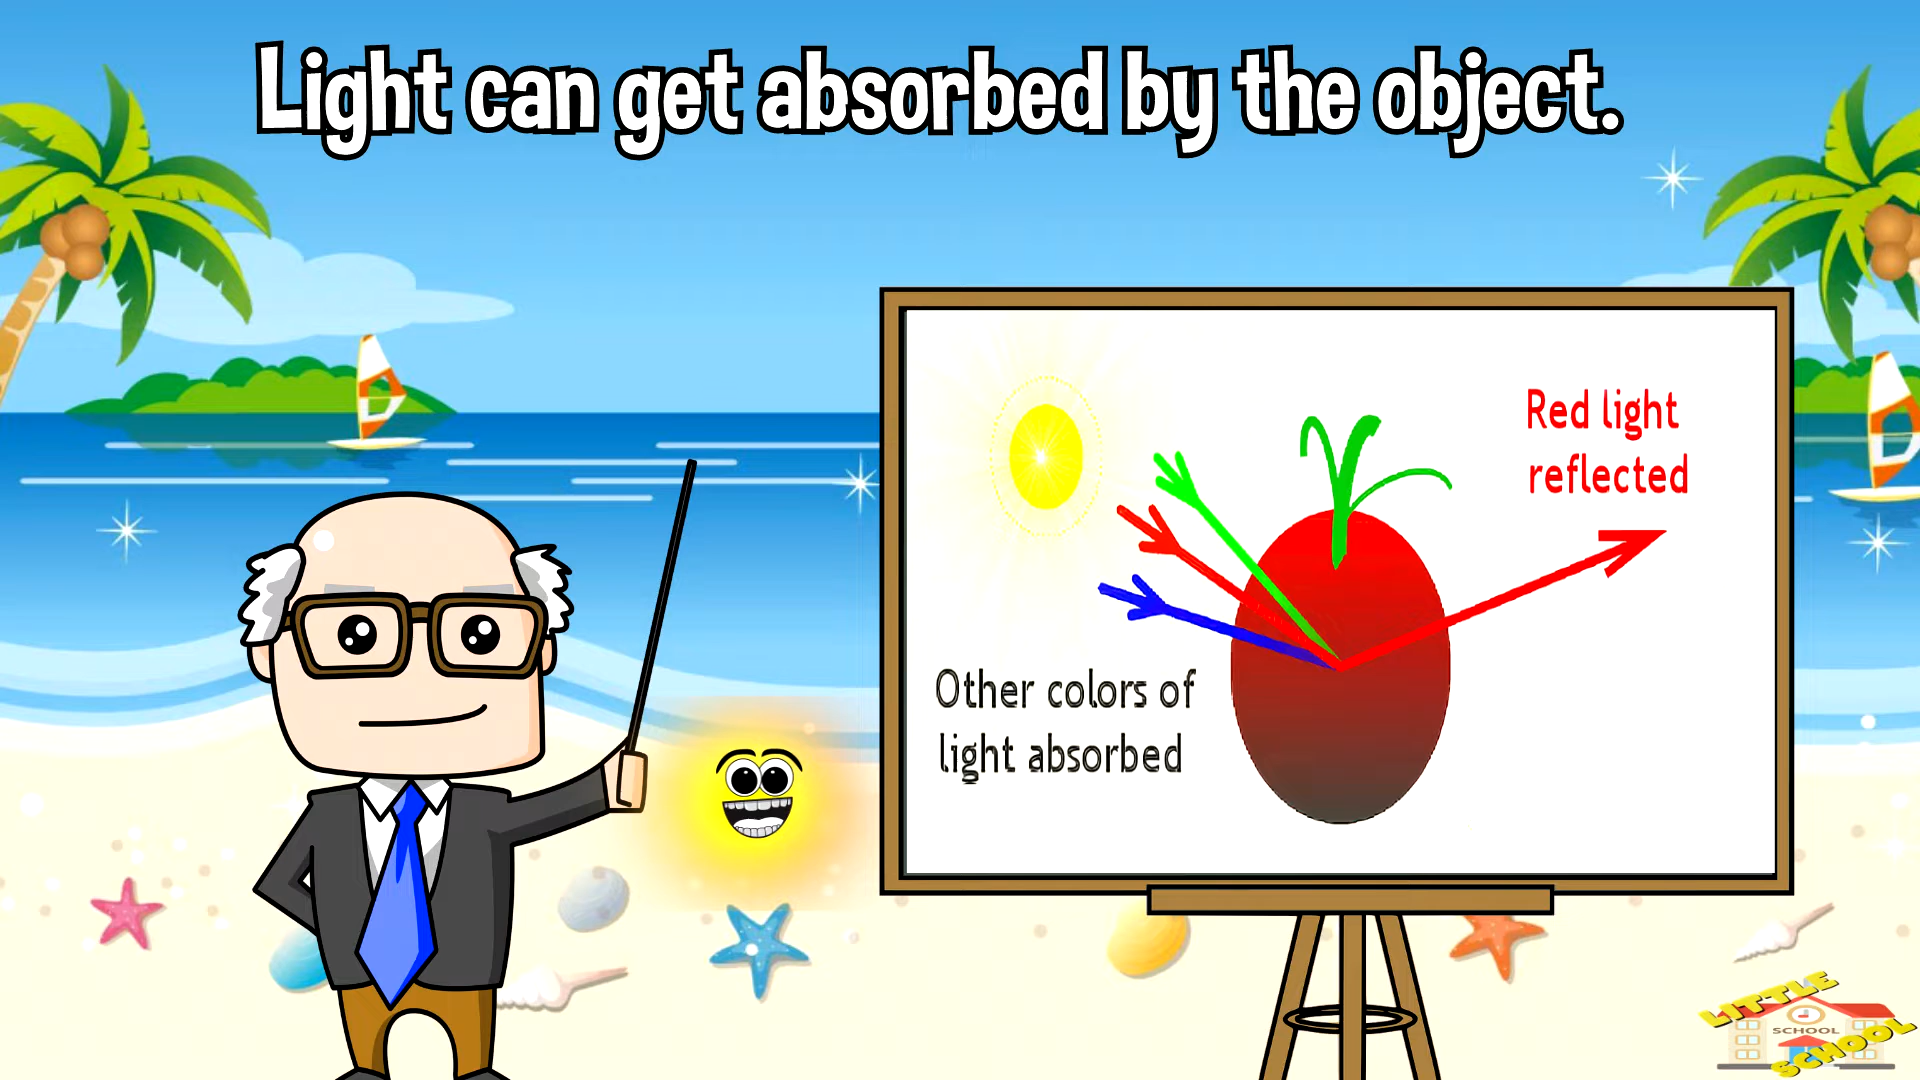 Light can get absorbed by the object.
Red light
reflected
Other colors of
light absorbed
LITTLE
SCHOOL
SCHOOL